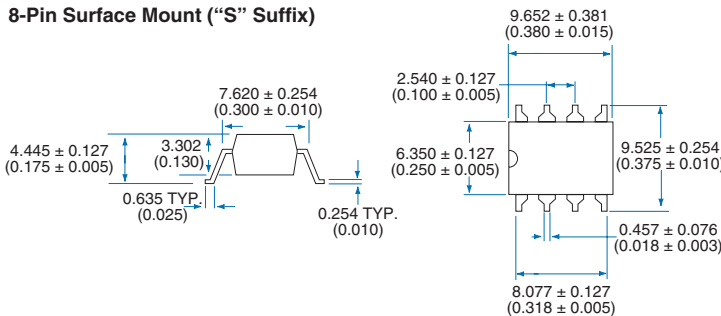 8-Pin Surface Mount (“S” Suffix)
9.652 ± 0.381
(0.380 ± 0.015)
2.540 ± 0.127
(0.100 ± 0.005)
7.620 ± 0.254
(0.300 ± 0.010)
4.445 ± 0.127
(0.175 ± 0.005)
3.302
(0.130)
6.350 ± 0.127
(0.250 ± 0.005)
9.525 ± 0.254
(0.375 ± 0.010)
0.635 TYP.
(0.025)
0.254 TYP.
(0.010)
0.457 ± 0.076
(0.018 ± 0.003)
8.077 ± 0.127
(0.318 ± 0.005)